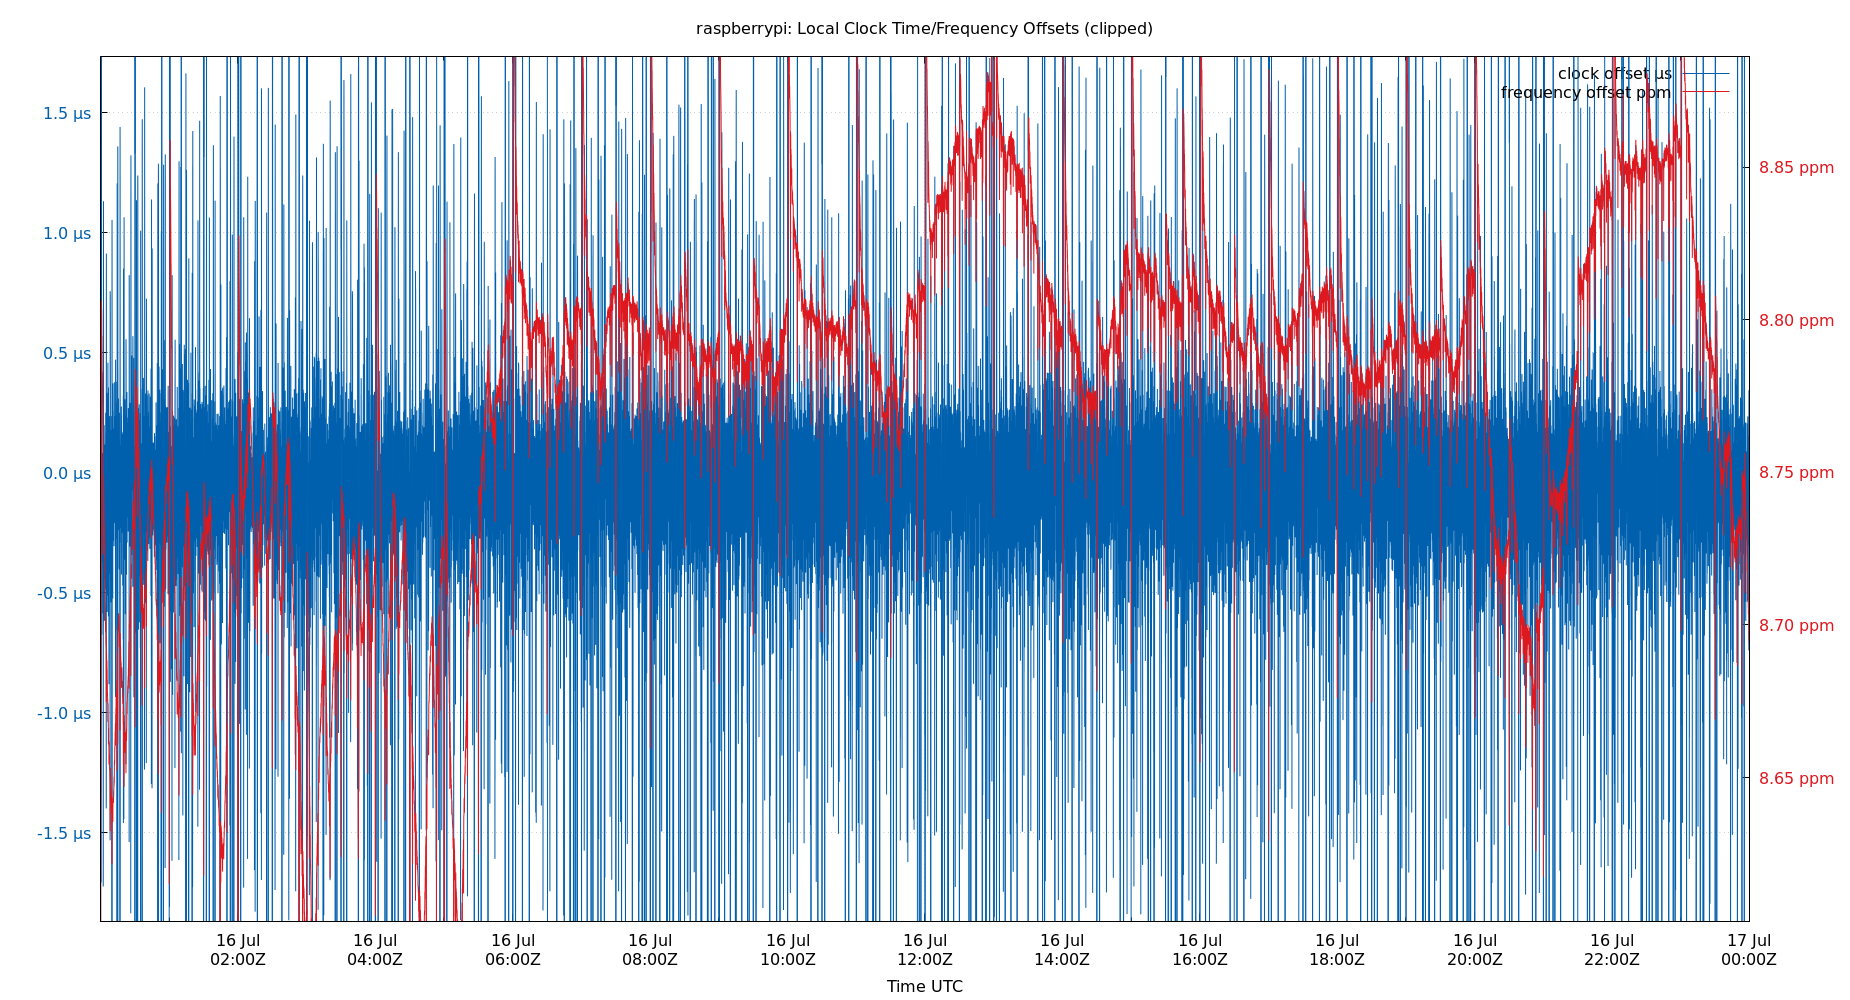 raspberrypi: Local Clock Time/Frequency Offsets (clipped)
clock offset µs
frequency offset ppm
1.5 µs
1.0 µs
0.5 µs
0.0 µs
-0.5 µs
-1.0 µs
-1.5 µs
8.85 ppm
8.80 ppm
8.75 ppm
8.70 ppm
8.65 ppm
16 Jul 16 Jul 16 Jul 16 Jul 16 Jul 16 Jul 16 Jul 16 Jul 16 Jul 16 Jul 16 Jul 17 Jul
02:00Z 04:00Z 06:00Z 08:00Z 10:00Z 12:00Z 14:00Z 16:00Z 18:00Z 20:00Z 22:00Z 00:00Z
Time UTC